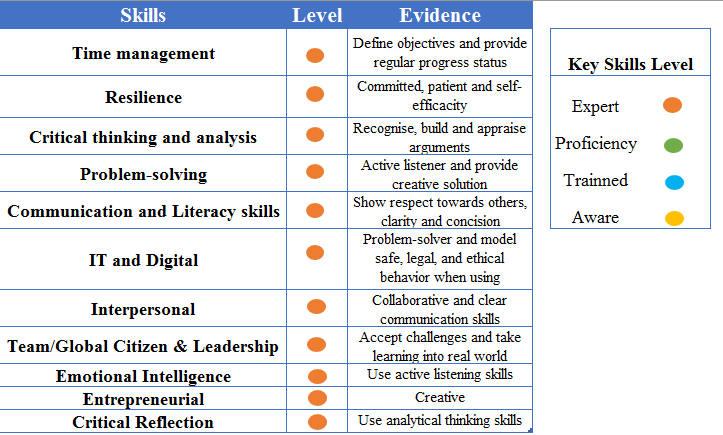 Skills Level Evidence
Time management
Define objectives and provide
regular progress status
Resilience
Committed, patient and self-
efficacity
Critical thinking and analysis
Recognise, build and appraise
arguments
Problem-solving
Active listener and provide
creative solution
Communication and Literacy skills
Show respect towards others,
clarity and concision
IT and Digital
Problem-solver and model
safe, legal, and ethical
behavior when using
Interpersonal
Collaborative and clear
communication skills
Team/Global Citizen & Leadership
Accept challenges and take
learning into real world
Emotional Intelligence
Use active listening skills
Entrepreneurial
Creative
Critical Reflection
Use analytical thinking skills
Key Skills Level
Expert
Proficiency
Trainned
Aware